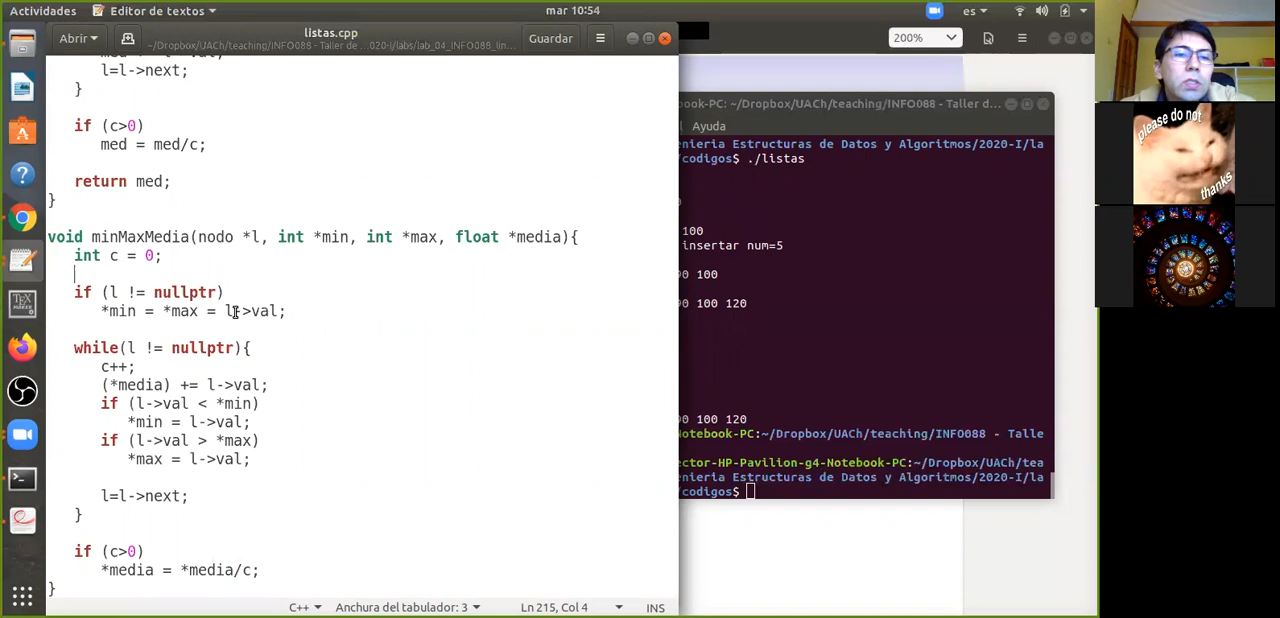 Actividades
Editor de textos
mar 10:54
es
Abrir
listas.cpp
~/Dropbox/UACh/teaching/INFO088 - Taller de ...020-i/labs/lab_04_INFO088_lin...
Guardar
200%
l=l->next;
}
if (c>0)
med = med/c;
return med;
}
void minMaxMedia(nodo *l, int *min, int *max, float *media){
int c = 0;
if (l != nullptr)
*min = *max = l->val;
while(l != nullptr){
c++;
(*media) += l->val;
if (l->val < *min)
*min = l->val;
if (l->val > *max)
*max = l->val;
l=l->next;
}
if (c>0)
*media = *media/c;
}
C++
Anchura del tabulador: 3
Ln 215, Col 4
INS
book-PC: ~/Dropbox/UACh/teaching/INFO088 - Taller d...
Ayuda
enieria Estructuras de Datos y Algoritmos/2020-I/la
/codigos$ ./listas
100
insertar num=5
90 100
90 100 120
90 100 120
Notebook-PC:~/Dropbox/UACh/teaching/INFO088 - Talle
ector-HP-Pavilion-g4-Notebook-PC:~/Dropbox/UACh/tea
enieria Estructuras de Datos y Algoritmos/2020-I/la
/codigos$
please do not
thanks